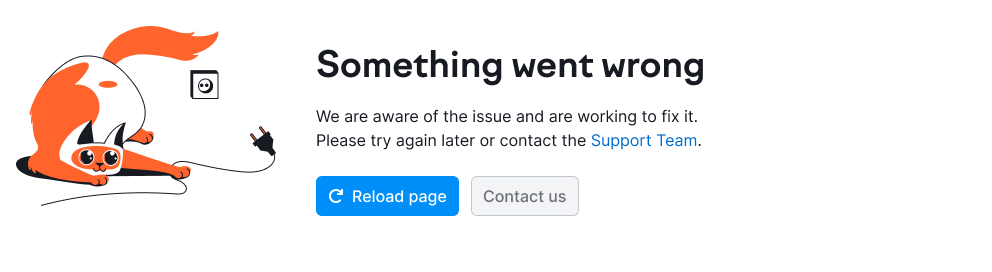 Something went wrong
We are aware of the issue and are working to fix it.
Please try again later or contact the Support Team.
Reload page
Contact us